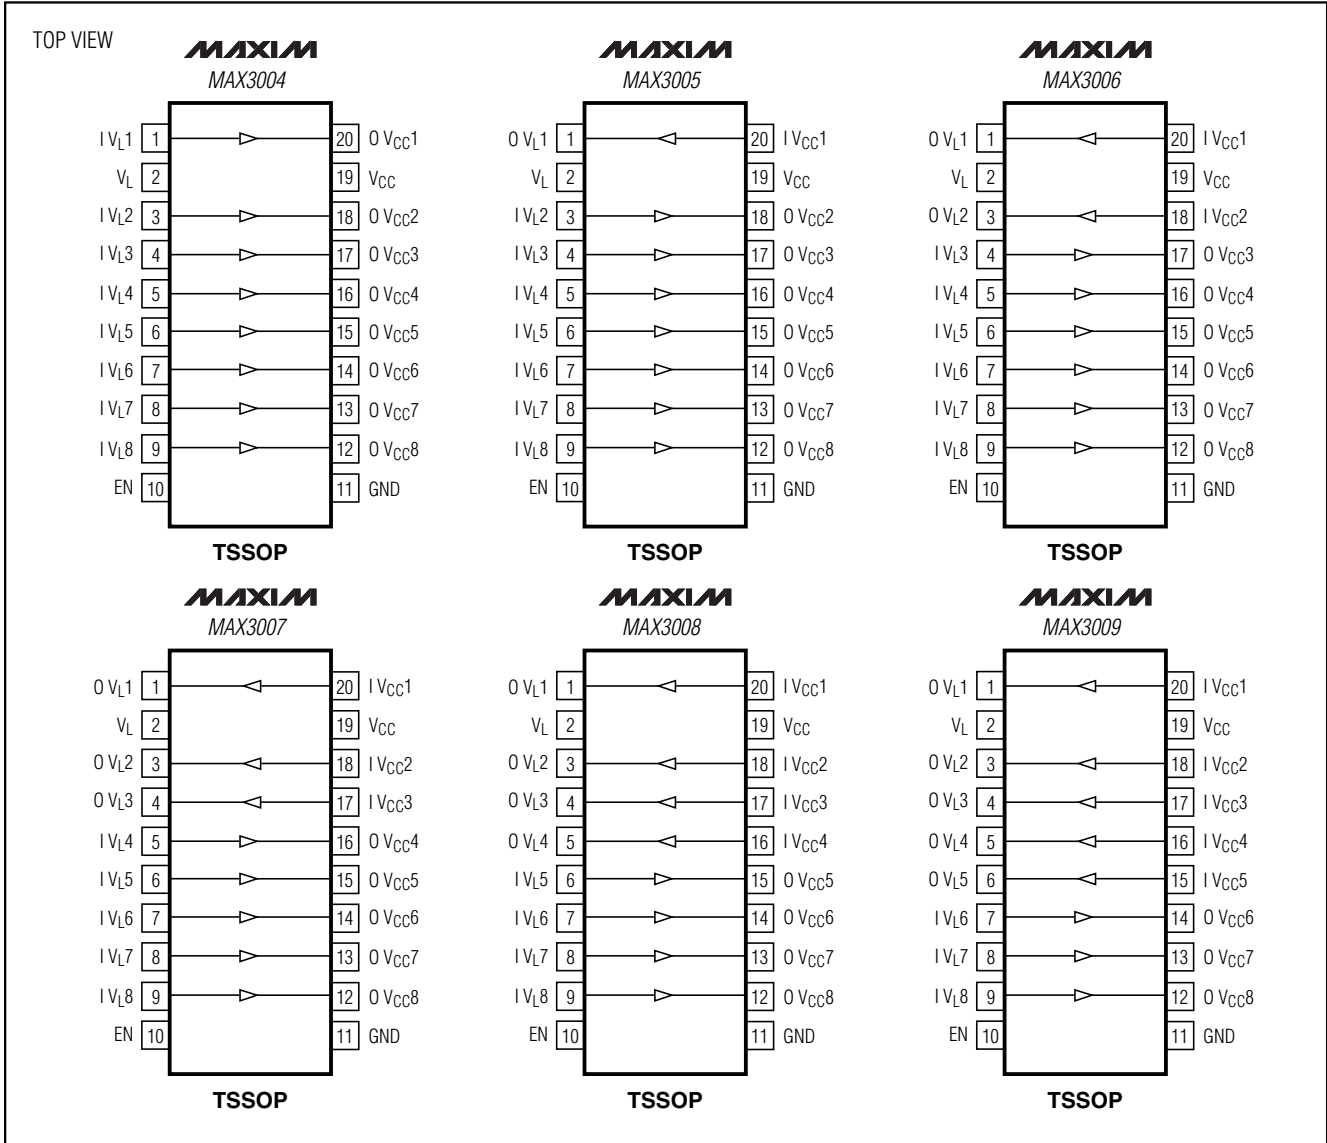 TOP VIEW
MAXIM MAXIM MAXIM
MAX3004 MAX3005 MAX3006
I VL1 1 20 O VCC1 O VL1 1 20 I VCC1 O VL1 1 20 I VCC1
VL 2 19 VCC VL 2 19 VCC VL 2 19 VCC
I VL2 3 18 O VCC2 I VL2 3 18 O VCC2 O VL2 3 18 I VCC2
I VL3 4 17 O VCC3 I VL3 4 17 O VCC3 I VL3 4 17 O VCC3
I VL4 5 16 O VCC4 I VL4 5 16 O VCC4 I VL4 5 16 O VCC4
I VL5 6 15 O VCC5 I VL5 6 15 O VCC5 I VL5 6 15 O VCC5
I VL6 7 14 O VCC6 I VL6 7 14 O VCC6 I VL6 7 14 O VCC6
I VL7 8 13 O VCC7 I VL7 8 13 O VCC7 I VL7 8 13 O VCC7
I VL8 9 12 O VCC8 I VL8 9 12 O VCC8 I VL8 9 12 O VCC8
EN 10 11 GND EN 10 11 GND EN 10 11 GND
TSSOP TSSOP TSSOP
MAXIM MAXIM MAXIM
MAX3007 MAX3008 MAX3009
O VL1 1 20 I VCC1 O VL1 1 20 I VCC1 O VL1 1 20 I VCC1
VL 2 19 VCC VL 2 19 VCC VL 2 19 VCC
O VL2 3 18 I VCC2 O VL2 3 18 I VCC2 O VL2 3 18 I VCC2
O VL3 4 17 I VCC3 O VL3 4 17 I VCC3 O VL3 4 17 I VCC3
I VL4 5 16 O VCC4 O VL4 5 16 I VCC4 O VL4 5 16 I VCC4
I VL5 6 15 O VCC5 I VL5 6 15 O VCC5 O VL5 6 15 I VCC5
I VL6 7 14 O VCC6 I VL6 7 14 O VCC6 I VL6 7 14 O VCC6
I VL7 8 13 O VCC7 I VL7 8 13 O VCC7 I VL7 8 13 O VCC7
I VL8 9 12 O VCC8 I VL8 9 12 O VCC8 I VL8 9 12 O VCC8
EN 10 11 GND EN 10 11 GND EN 10 11 GND
TSSOP TSSOP TSSOP